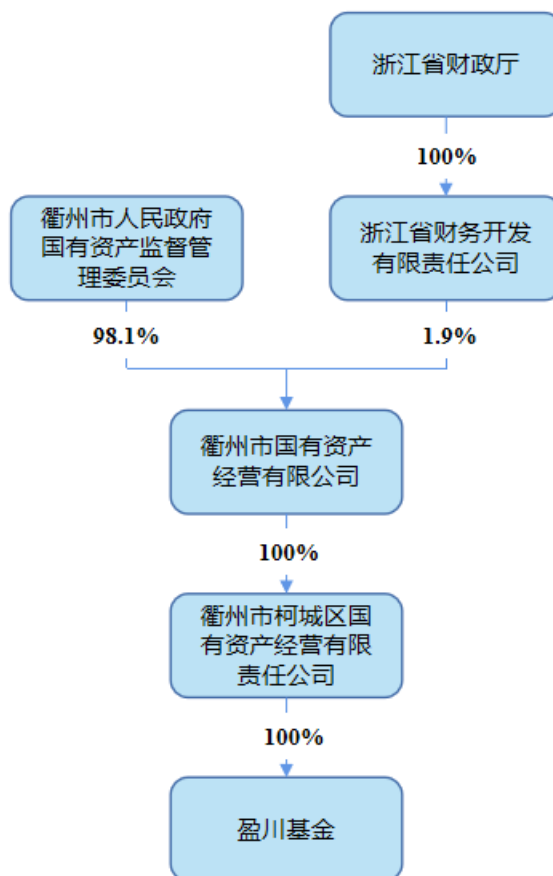 浙江省财政厅
100%
衢州市人民政府
国有资产监督管
理委员会
浙江省财务开发
有限责任公司
98.1%
1.9%
衢州市国有资产
经营有限公司
100%
衢州市柯城区国
有资产经营有限
责任公司
100%
盈川基金